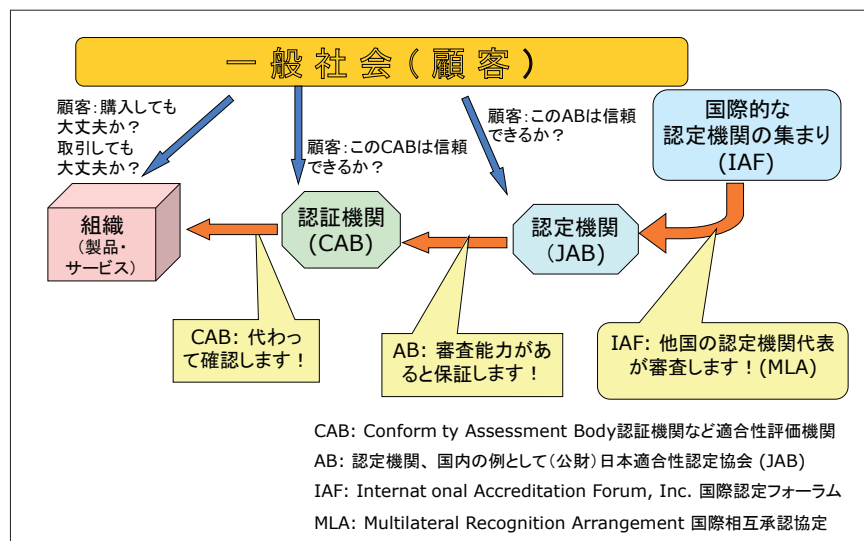 一般社会(顧客)
顧客:購入しても
大丈夫か?
取引しても
大丈夫か?
顧客:このCABは信頼
できるか?
顧客:このABは信頼
できるか?
国際的な
認定機関の集まり
(IAF)
組織
(製品・
サービス)
認証機関
(CAB)
認定機関
(JAB)
CAB: 代わっ
て確認します!
AB: 審査能力があ
ると保証します!
IAF: 他国の認定機関代表
が審査します!(MLA)
CAB: Conform ty Assessment Body認証機関など適合性評価機関
AB: 認定機関、国内の例として(公財)日本適合性認定協会 (JAB)
IAF: Internat onal Accreditation Forum, Inc. 国際認定フォーラム
MLA: Multilateral Recognition Arrangement 国際相互承認協定